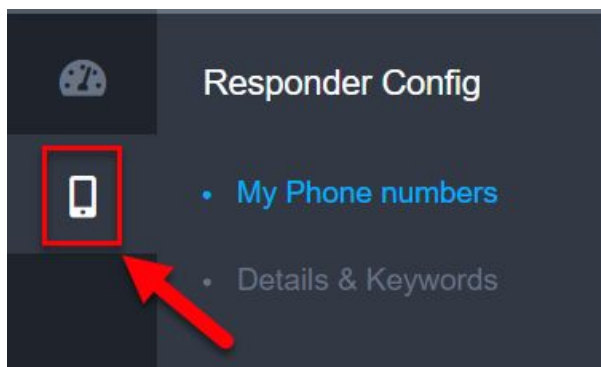 Responder Config
• My Phone numbers
• Details & Keywords